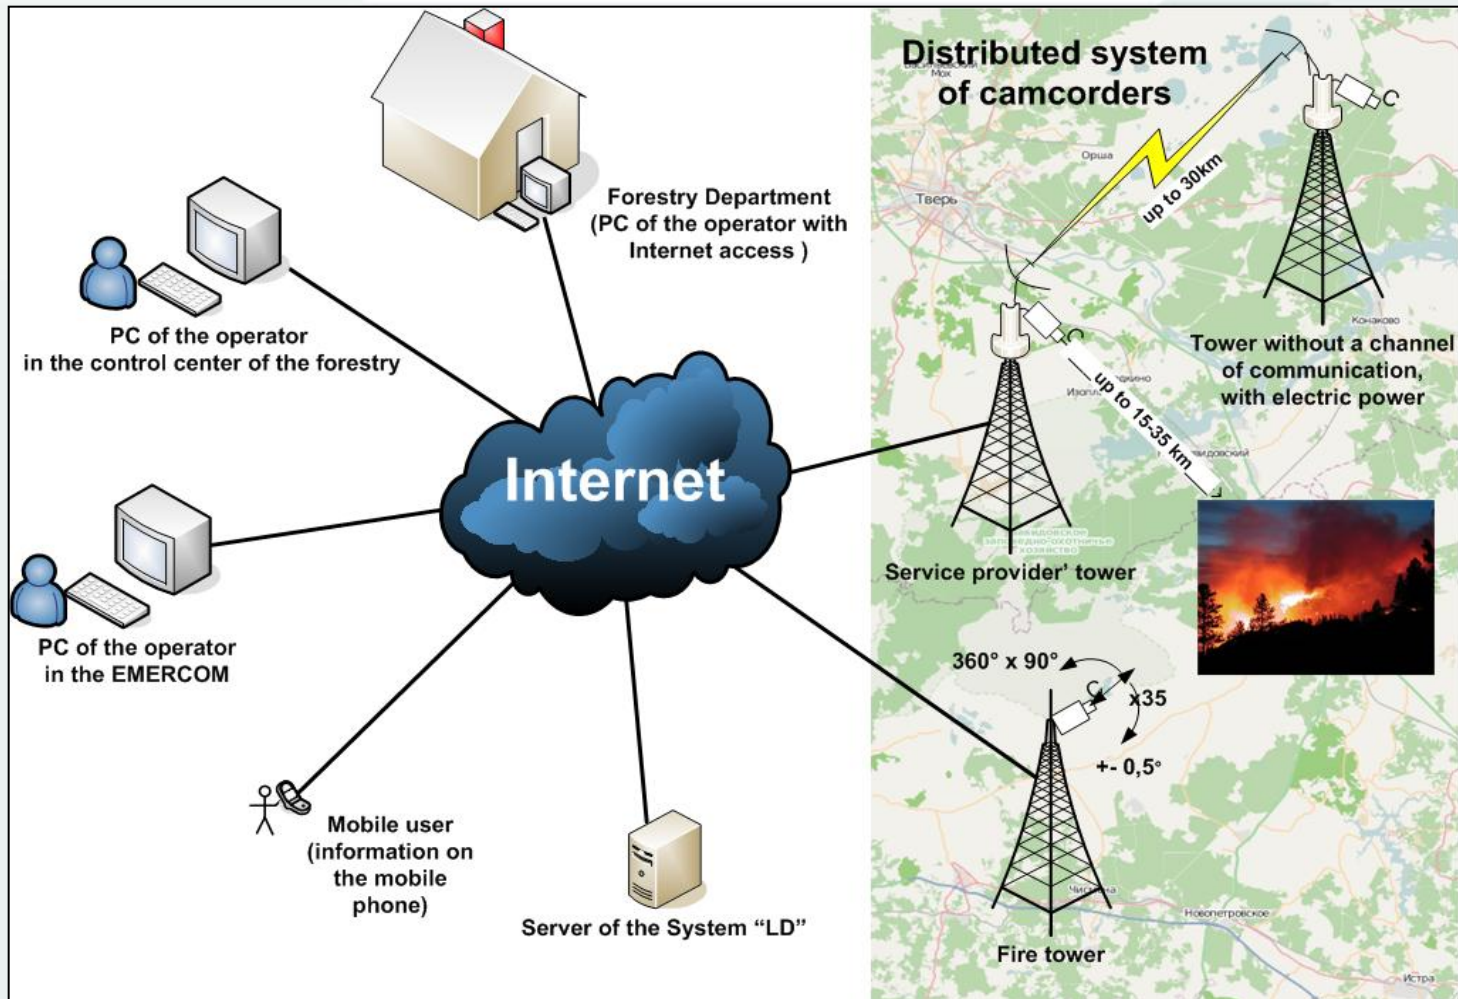 Distributed system
of camcorders
Мох
Орша
Тверь
up to 30km
Forestry Department
(PC of the operator with
Internet access )
PC of the operator
in the control center of the forestry
Конаково
Tower without a channel
of communication,
with electric power
up to 15-35 km
Internet
Service provider' tower
PC of the operator
in the EMERCOM
360° x 90°
x35
+- 0,5°
Mobile user
(information on
the mobile
phone)
Server of the System “LD”
Fire tower
Новопетровское
Истра